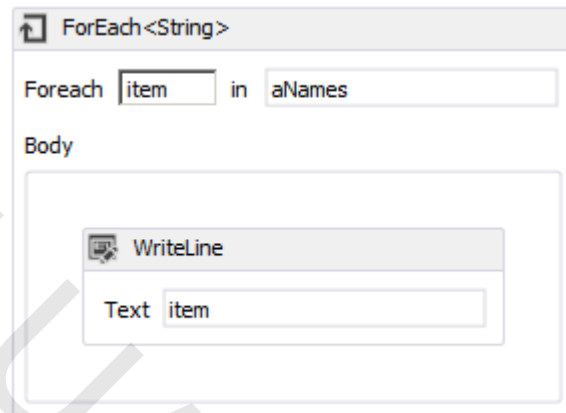 ForEach<String>
Foreach item in aNames
Body
WriteLine
Text item